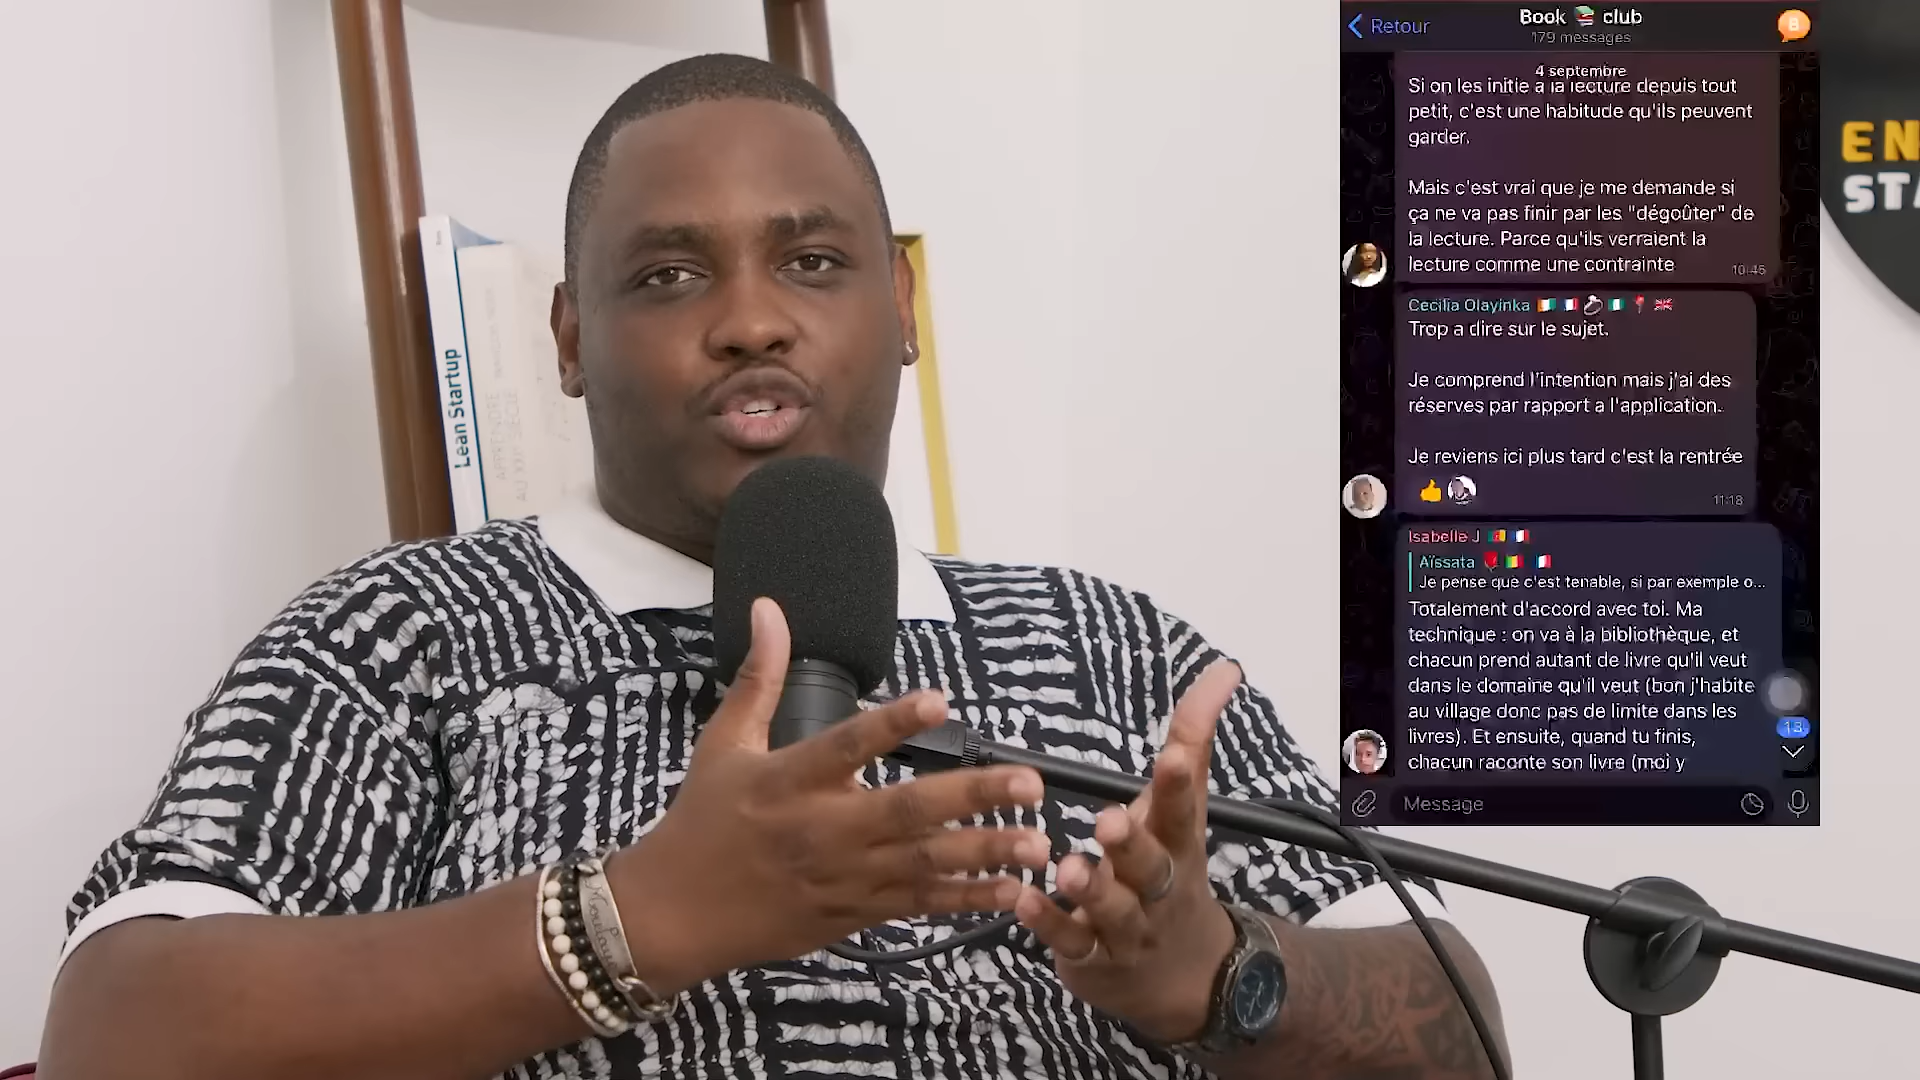 Retour
Book club
179 messages
B
4 septembre
Si on les initie a la lecture depuis tout
petit, c'est une habitude qu'ils peuvent
garder.
Mais c'est vrai que je me demande si
ça ne va pas finir par les "dégoûter" de
la lecture. Parce qu'ils verraient la
lecture comme une contrainte
10:45
Cecilia Olayinka
Trop a dire sur le sujet.
Je comprend l'intention mais j'ai des
réserves par rapport a l'application.
Je reviens ici plus tard c'est la rentrée
11:18
Isabelle J
Aïssata
Je pense que c'est tenable, si par exemple o...
Totalement d'accord avec toi. Ma
technique : on va à la bibliothèque, et
chacun prend autant de livre qu'il veut
dans le domaine qu'il veut (bon j'habite
au village donc pas de limite dans les
livres). Et ensuite, quand tu finis,
chacun raconte son livre (moi y
13
Message
EN
STA
Lean Startup
APPRENDRE
AU XXIe SIÈCLE